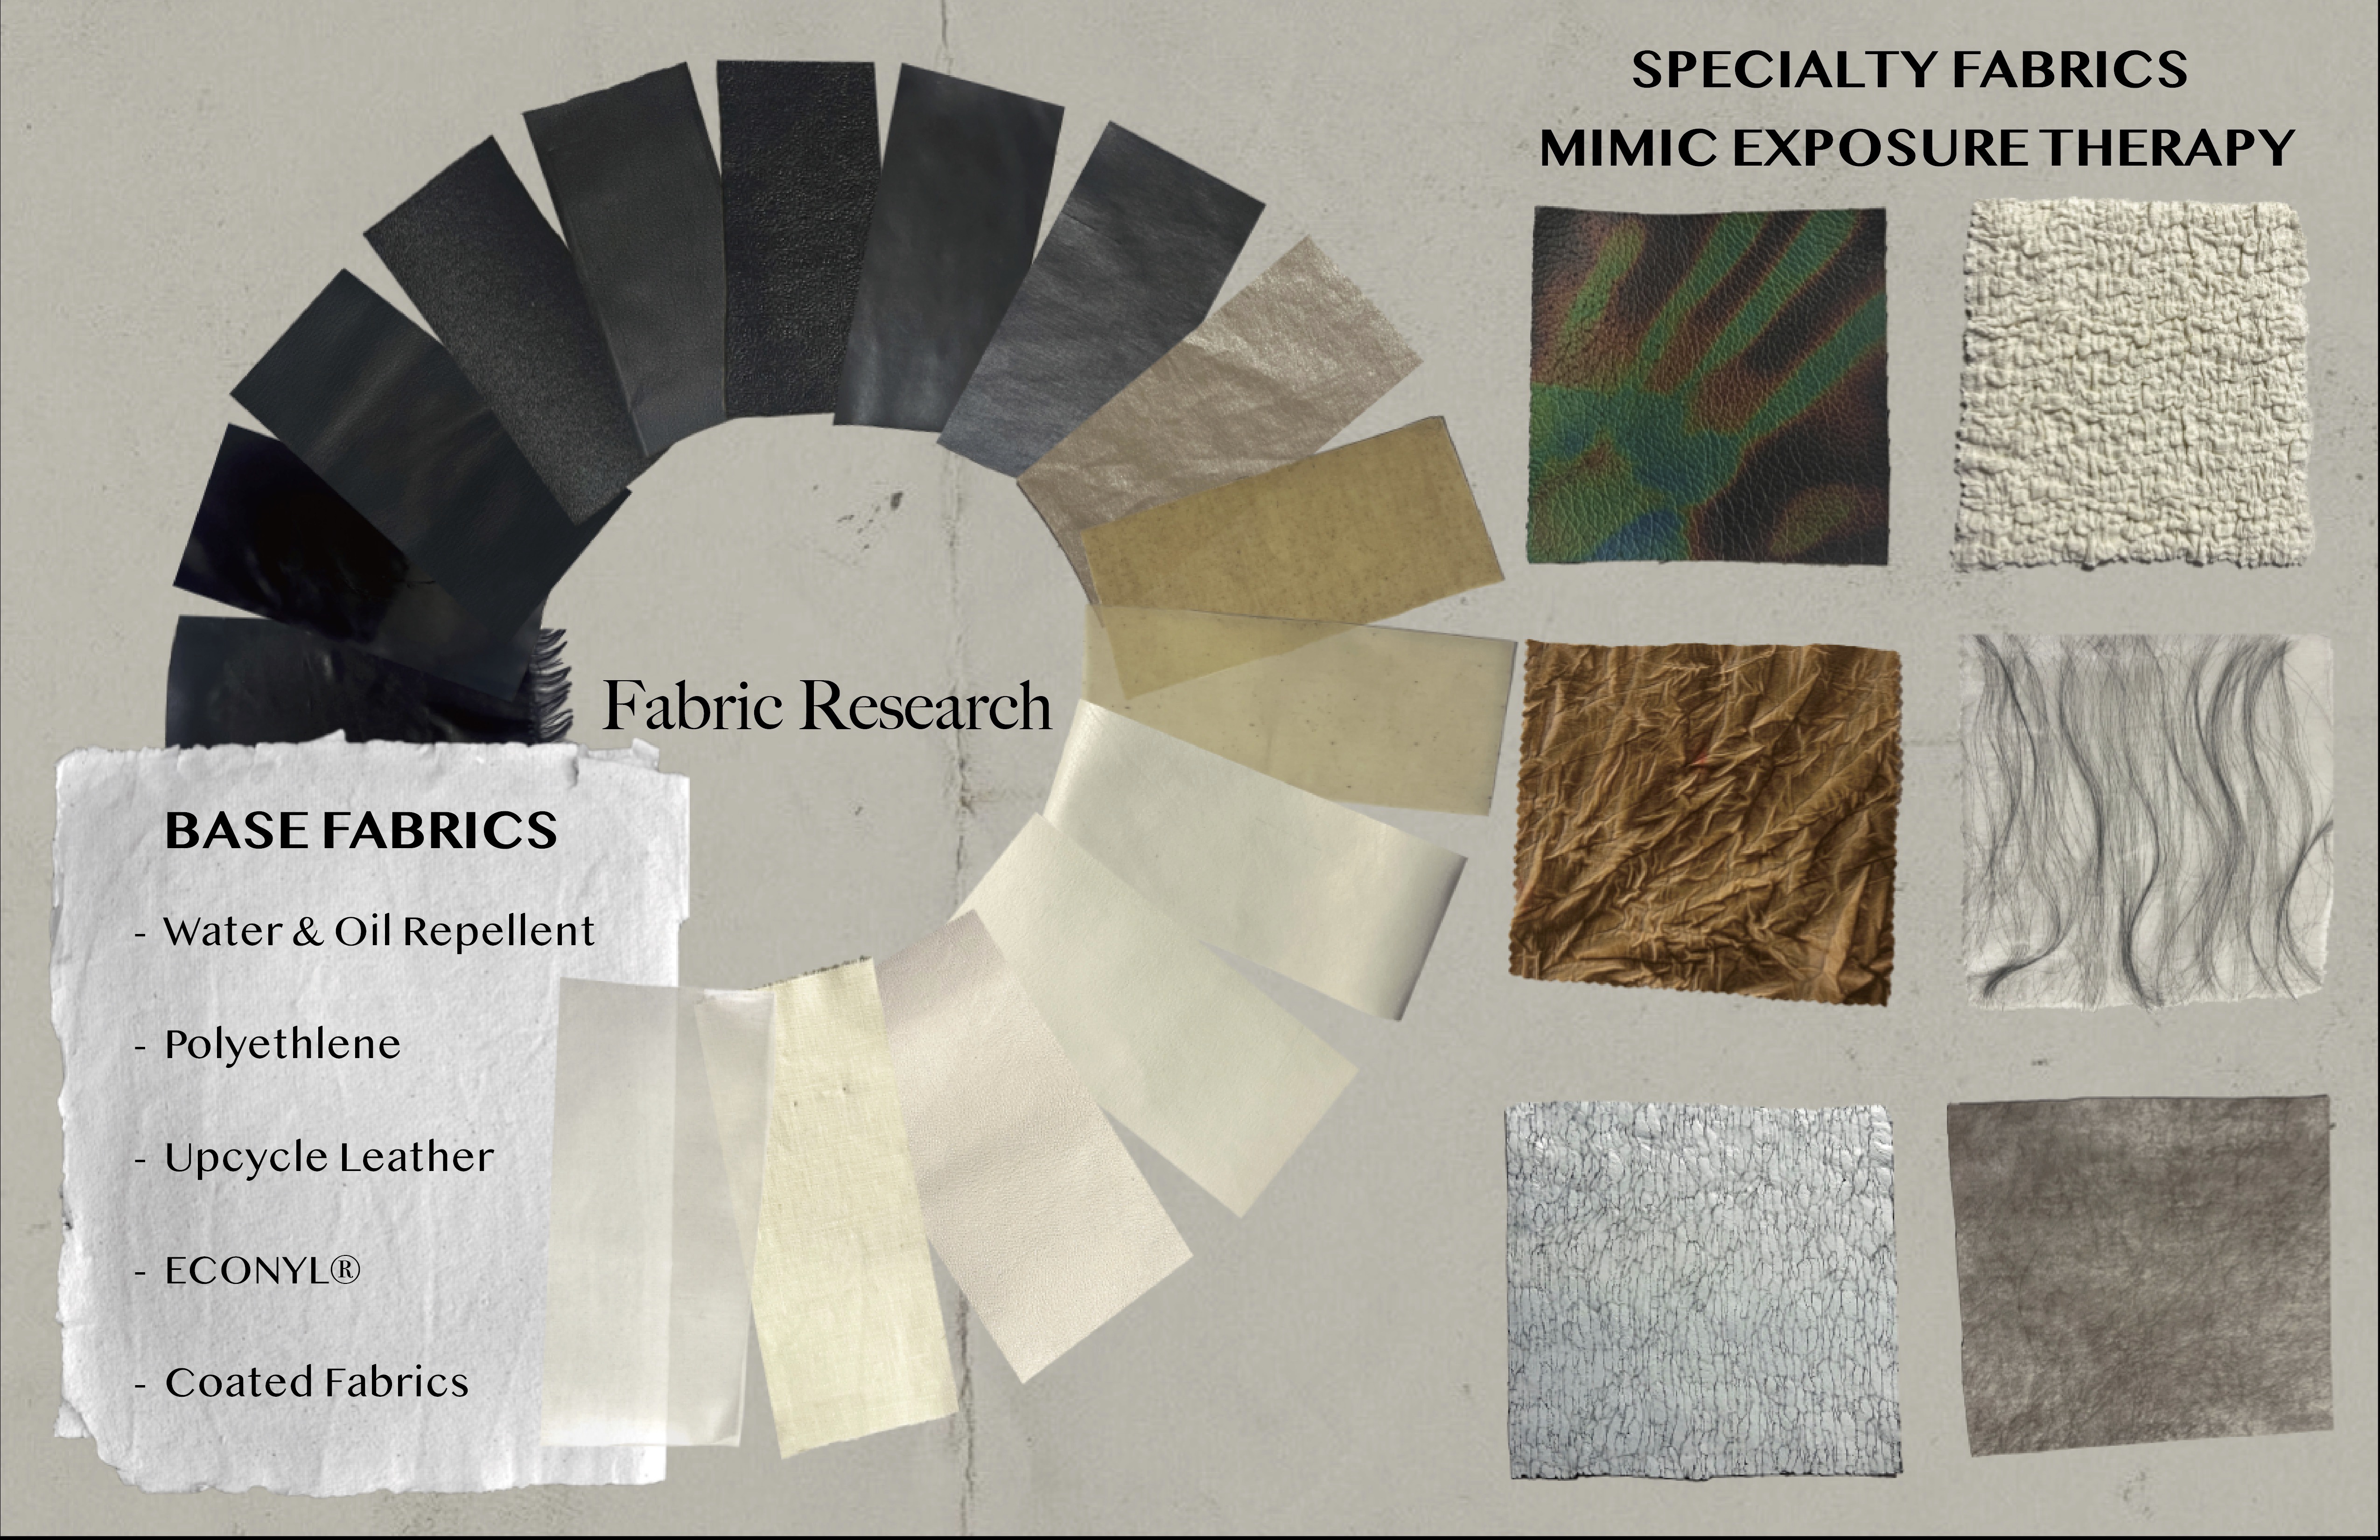 SPECIALTY FABRICS
MIMIC EXPOSURE THERAPY
Fabric Research
BASE FABRICS
- Water & Oil Repellent
- Polyethlene
- Upcycle Leather
- ECONYL®
- Coated Fabrics